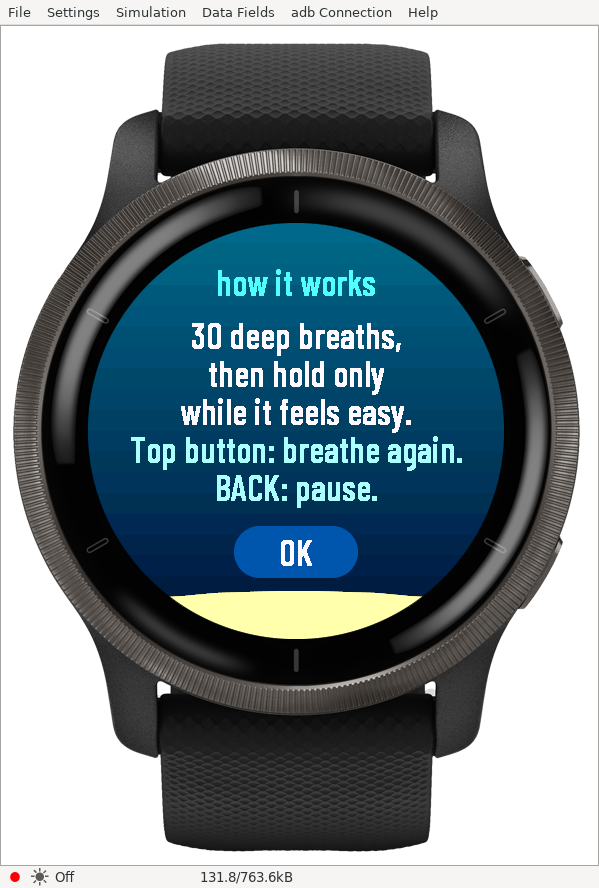 File Settings Simulation Data Fields adb Connection Help
how it works
30 deep breaths,
then hold only
while it feels easy.
Top button: breathe again.
BACK: pause.
OK
Off 131.8/763.6kB